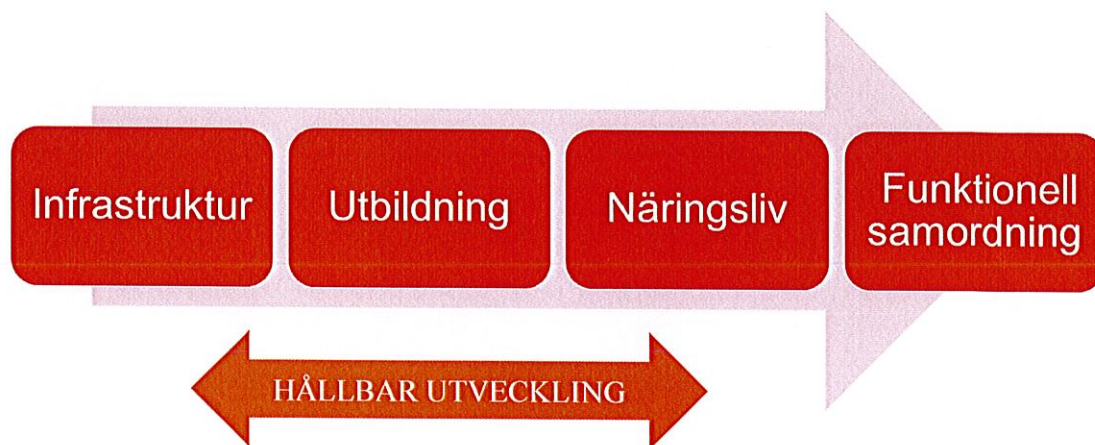 Infrastruktur
Utbildning
Näringsliv
Funktionell
samordning
HÅLLBAR UTVECKLING